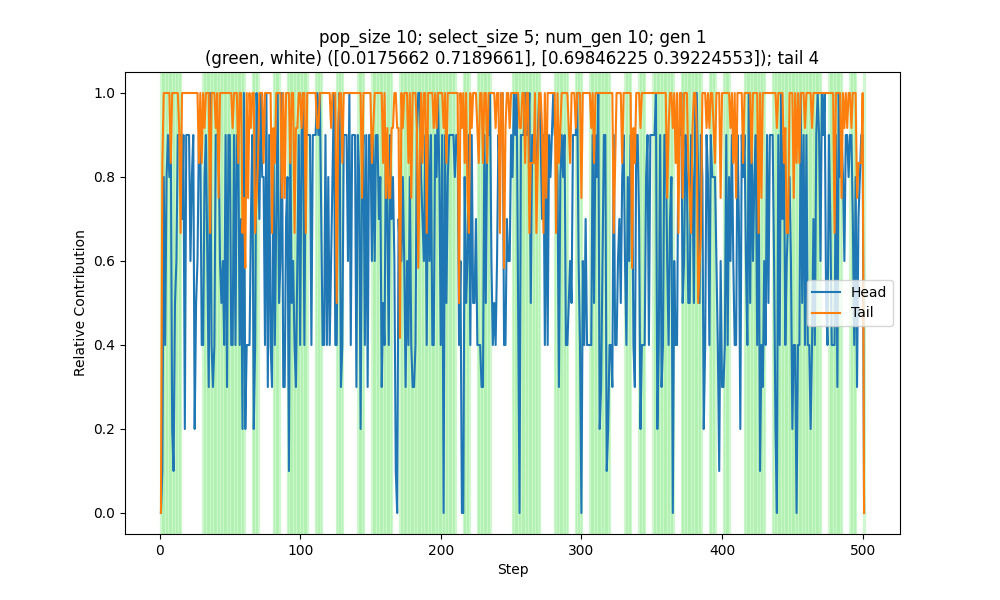 pop_size 10; select_size 5; num_gen 10; gen 1
(green, white) ([0.0175662 0.7189661], [0.69846225 0.39224553]); tail 4
1.0
0.8
0.6
0.4
0.2
0.0
Relative Contribution
Head
Tail
0 100 200 300 400 500
Step